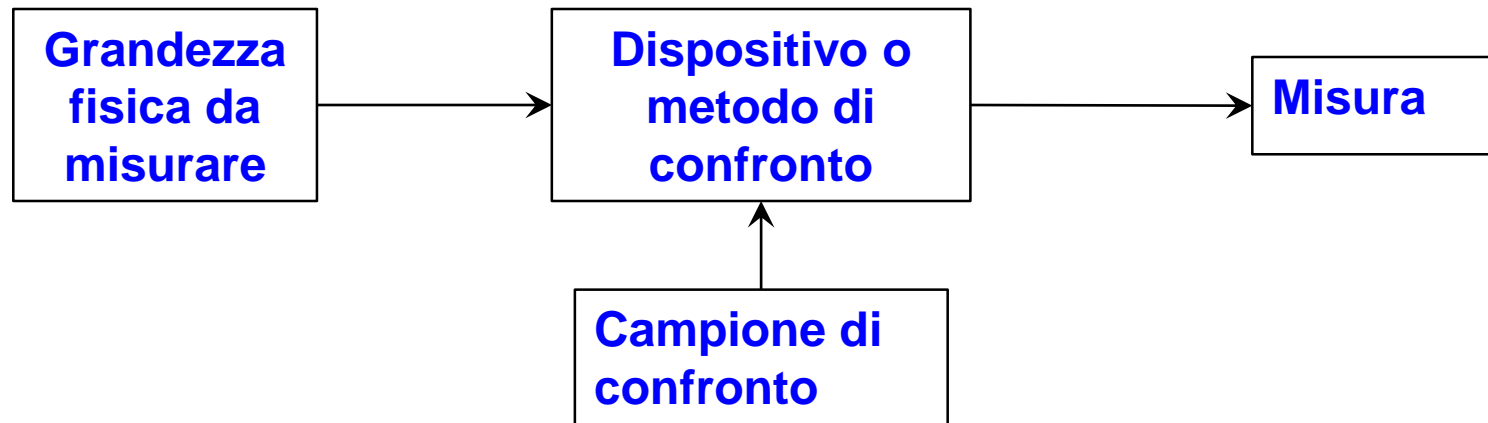 Grandezza
fisica da
misurare
Dispositivo o
metodo di
confronto
Misura
Campione di
confronto